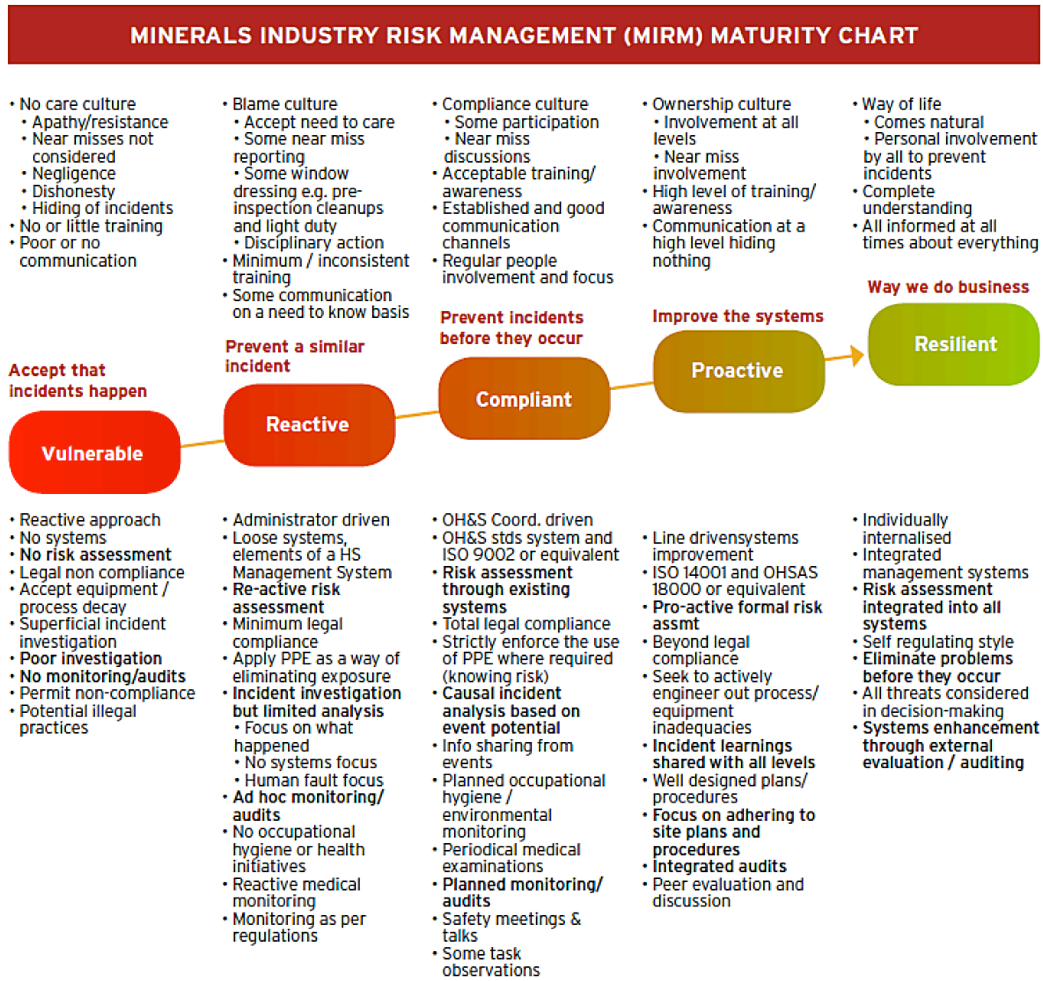 MINERALS INDUSTRY RISK MANAGEMENT (MIRM) MATURITY CHART
• No care culture
• Apathy/resistance
• Near misses not
considered
• Negligence
• Dishonesty
• Hiding of incidents
• No or little training
• Poor or no
communication
• Blame culture
• Accept need to care
• Some near miss
reporting
• Some window
dressing e.g. pre-
inspection cleanups
and light duty
• Disciplinary action
• Minimum / inconsistent
training
• Some communication
on a need to know basis
• Compliance culture
• Some participation
• Near miss
discussions
• Acceptable training/
awareness
• Established and good
communication
channels
• Regular people
involvement and focus
• Ownership culture
• Involvement at all
levels
• Near miss
involvement
• High level of training/
awareness
• Communication at a
high level hiding
nothing
• Way of life
• Comes natural
• Personal involvement
by all to prevent
incidents
• Complete
understanding
• All informed at all
times about everything
Accept that
incidents happen
Vulnerable
Prevent a similar
incident
Reactive
Prevent incidents
before they occur
Compliant
Improve the systems
Proactive
Way we do business
Resilient
• Reactive approach
• No systems
• No risk assessment
• Legal non compliance
• Accept equipment /
process decay
• Superficial incident
investigation
• Poor investigation
• No monitoring/audits
• Permit non-compliance
• Potential illegal
practices
• Administrator driven
• Loose systems,
elements of a HS
Management System
• Re-active risk
assessment
• Minimum legal
compliance
• Apply PPE as a way of
eliminating exposure
• Incident investigation
but limited analysis
• Focus on what
happened
• No systems focus
• Human fault focus
• Ad hoc monitoring/
audits
• No occupational
hygiene or health
initiatives
• Reactive medical
monitoring
• Monitoring as per
regulations
• OH&S Coord. driven
• OH&S stds system and
ISO 9002 or equivalent
• Risk assessment
through existing
systems
• Total legal compliance
• Strictly enforce the use
of PPE where required
(knowing risk)
• Causal incident
analysis based on
event potential
• Info sharing from
events
• Planned occupational
hygiene /
environmental
monitoring
• Periodical medical
examinations
• Planned monitoring/
audits
• Safety meetings &
talks
• Some task
observations
• Line drivensystems
improvement
• ISO 14001 and OHSAS
18000 or equivalent
• Pro-active formal risk
assmt
• Beyond legal
compliance
• Seek to actively
engineer out process/
equipment
inadequacies
• Incident learnings
shared with all levels
• Well designed plans/
procedures
• Focus on adhering to
site plans and
procedures
• Integrated audits
• Peer evaluation and
discussion
• Individually
internalised
• Integrated
management systems
• Risk assessment
integrated into all
systems
• Self regulating style
• Eliminate problems
before they occur
• All threats considered
in decision-making
• Systems enhancement
through external
evaluation / auditing